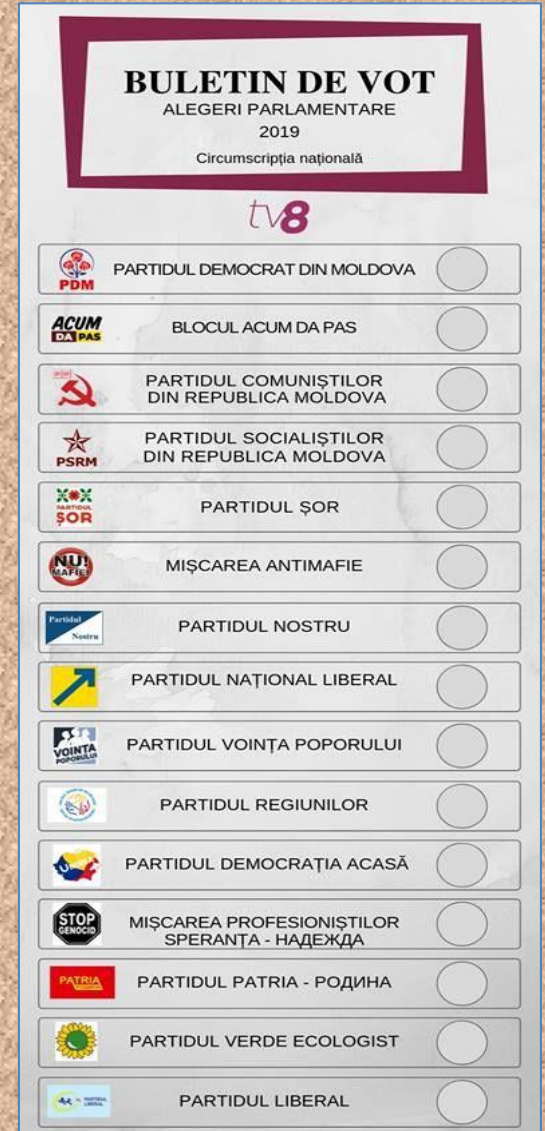 BULETIN DE VOT
ALEGERI PARLAMENTARE
2019
Circumscripția națională
tv8
PDM
PARTIDUL DEMOCRAT DIN MOLDOVA
ACUM
DA PAS
BLOCUL ACUM DA PAS
PARTIDUL COMUNIȘTILOR
DIN REPUBLICA MOLDOVA
PSRM
PARTIDUL SOCIALIȘTILOR
DIN REPUBLICA MOLDOVA
PARTIDUL
ȘOR
PARTIDUL ȘOR
NU!
MAFIEI
MIȘCAREA ANTIMAFIE
Partidul
Nostru
PARTIDUL NOSTRU
PARTIDUL NAȚIONAL LIBERAL
VOINȚA
POPORULUI
PARTIDUL VOINȚA POPORULUI
PARTIDUL REGIUNILOR
PARTIDUL DEMOCRAȚIA ACASĂ
STOP
GENOCID
MIȘCAREA PROFESIONIȘTILOR
SPERANȚA - НАДЕЖДА
PATRIA
PARTIDUL PATRIA - РОДИНА
PARTIDUL VERDE ECOLOGIST
PARTIDUL
LIBERAL
PARTIDUL LIBERAL